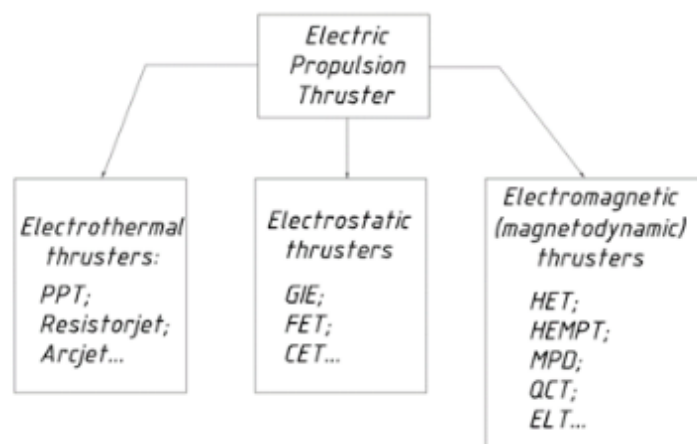 Electric
Propulsion
Thruster
Electrothermal
thrusters:
PPT;
Resistorjet;
Arcjet...
Electrostatic
thrusters
GIE;
FET;
CET...
Electromagnetic
(magnetodynamic)
thrusters
HET;
HEMPT;
MPD;
QCT;
ELT...